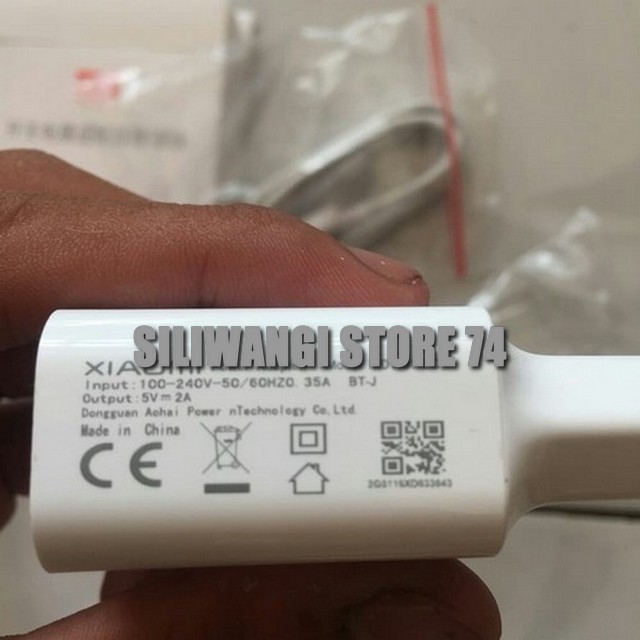 SILIWANGI STORE 74
Input:100-240V-50/60HZ0.35A BT-J
Output:5V⎓2A
Dongguan Aohai Power nTechnology Co,Ltd.
Made in China
CE
2G0116XD633643